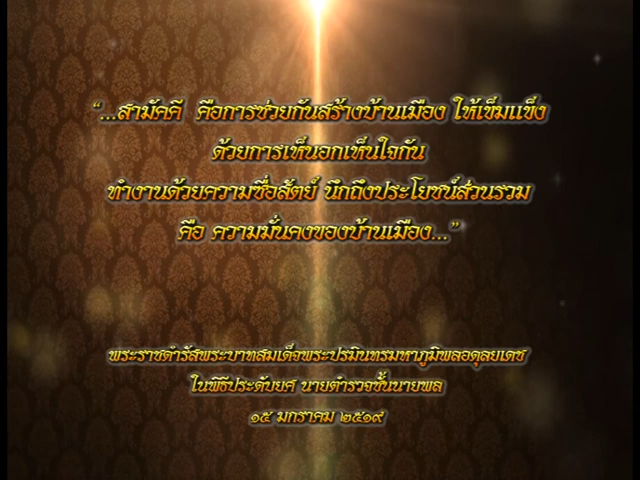 “...สามัคคี คือการช่วยกันสร้างบ้านเมือง ให้เข็มแข็ง
ด้วยการเห็นอกเห็นใจกัน
ทำงานด้วยความซื่อสัตย์ นึกถึงประโยชน์ส่วนรวม
คือ ความมั่นคงของบ้านเมือง...”
พระราชดำรัสพระบาทสมเด็จพระปรมินทรมหาภูมิพลอดุลยเดช
ในพิธีประดับยศ นายตำรวจชั้นนายพล
๑๕ มกราคม ๒๕๑๙